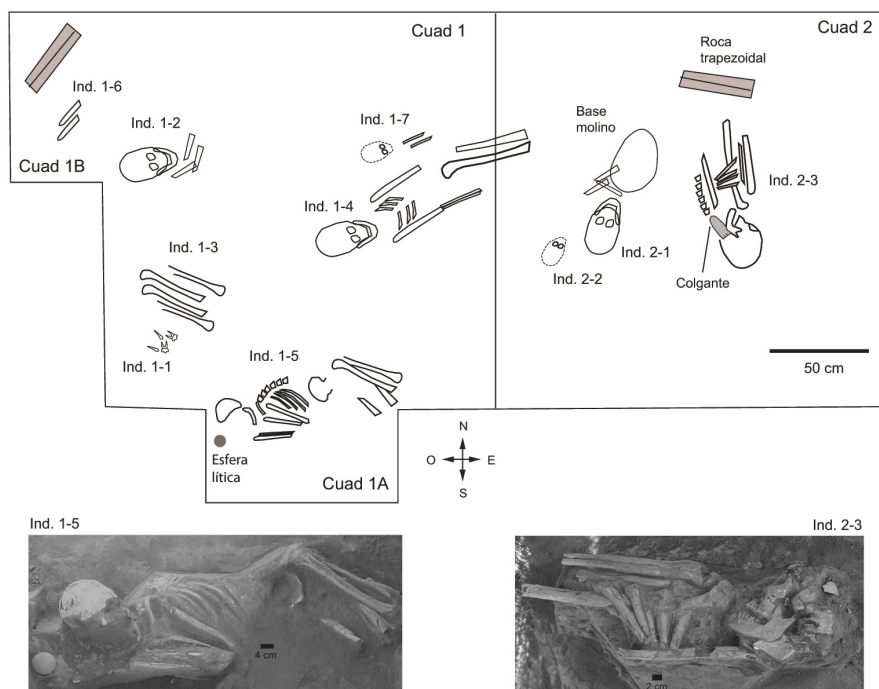 Cuad 1
Cuad 2
Roca
trapezoidal
Ind. 1-6
Ind. 1-2
Ind. 1-7
Base
molino
Cuad 1B
Ind. 2-3
Ind. 1-4
Ind. 1-3
Ind. 2-1
Ind. 2-2
Colgante
Ind. 1-1
Ind. 1-5
50 cm
N
O
E
S
Esfera
lítica
Cuad 1A
Ind. 1-5
Ind. 2-3
4 cm
2 cm